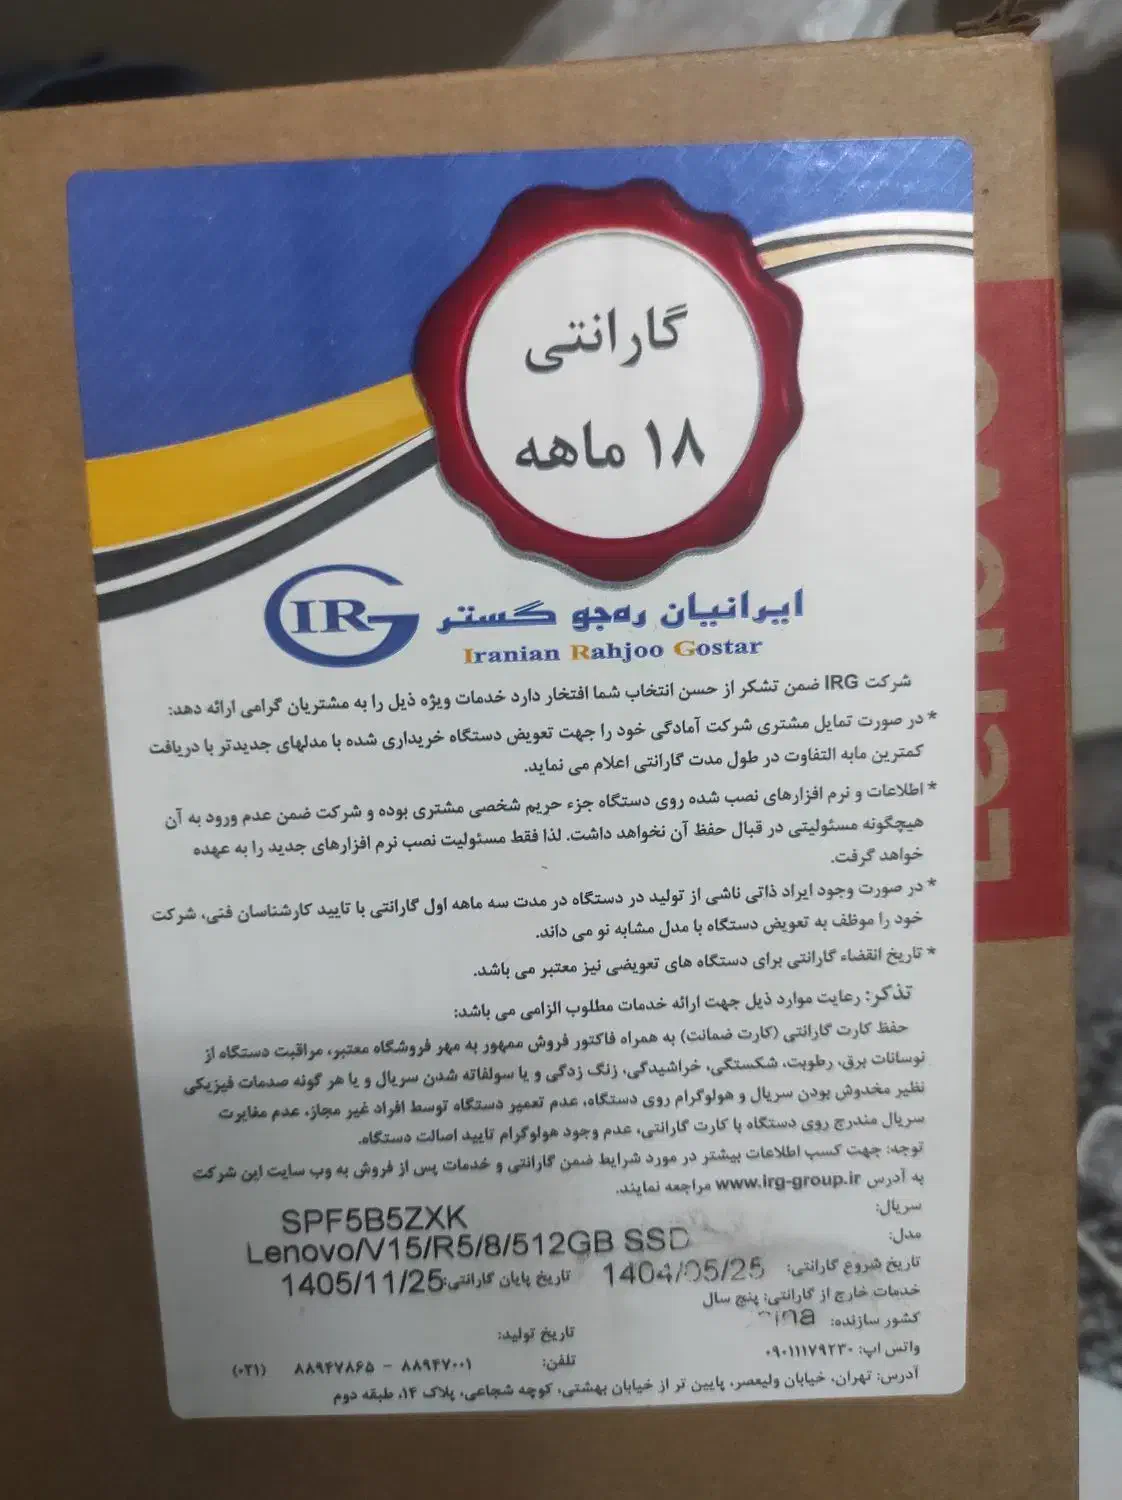 گارانتی
۱۸ ماهه
IRG
ایرانیان ره‌جو گستر
Iranian Rahjoo Gostar
Lenovo
شرکت IRG ضمن تشکر از حسن انتخاب شما افتخار دارد خدمات ویژه ذیل را به مشتریان گرامی ارائه دهد:
* در صورت تمایل مشتری شرکت آمادگی خود را جهت تعویض دستگاه خریداری شده با مدلهای جدیدتر با دریافت
کمترین مابه التفاوت در طول مدت گارانتی اعلام می نماید.
* اطلاعات و نرم افزارهای نصب شده روی دستگاه جزء حریم شخصی مشتری بوده و شرکت ضمن عدم ورود به آن
هیچگونه مسئولیتی در قبال حفظ آن نخواهد داشت. لذا فقط مسئولیت نصب نرم افزارهای جدید را به عهده
خواهد گرفت.
* در صورت وجود ایراد ذاتی ناشی از تولید در دستگاه در مدت سه ماهه اول گارانتی با تایید کارشناسان فنی، شرکت
خود را موظف به تعویض دستگاه با مدل مشابه نو می داند.
* تاریخ انقضاء گارانتی برای دستگاه های تعویضی نیز معتبر می باشد.
تذکر: رعایت موارد ذیل جهت ارائه خدمات مطلوب الزامی می باشد:
حفظ کارت گارانتی (کارت ضمانت) به همراه فاکتور فروش ممهور به مهر فروشگاه معتبر، مراقبت دستگاه از
نوسانات برق، رطوبت، شکستگی، خراشیدگی، زنگ زدگی و یا سولفاته شدن سریال و یا هر گونه صدمات فیزیکی
نظیر مخدوش بودن سریال و هولوگرام روی دستگاه، عدم تعمیر دستگاه توسط افراد غیر مجاز، عدم مغایرت
سریال مندرج روی دستگاه با کارت گارانتی، عدم وجود هولوگرام تایید اصالت دستگاه.
توجه: جهت کسب اطلاعات بیشتر در مورد شرایط ضمن گارانتی و خدمات پس از فروش به وب سایت این شرکت
به آدرس www.irg-group.ir مراجعه نمایند.
سریال: SPF5B5ZXK
مدل: Lenovo/V15/R5/8/512GB SSD
تاریخ شروع گارانتی: 1404/05/25 تاریخ پایان گارانتی: 1405/11/25
خدمات خارج از گارانتی: پنج سال
کشور سازنده:
تاریخ تولید:
واتس اپ: ۰۹۰۱۱۱۷۹۲۳۰ تلفن: ۸۸۹۴۷۰۰۱ - ۸۸۹۴۷۸۶۵ (۰۲۱)
آدرس: تهران، خیابان ولیعصر، پایین تر از خیابان بهشتی، کوچه شجاعی، پلاک ۱۴، طبقه دوم